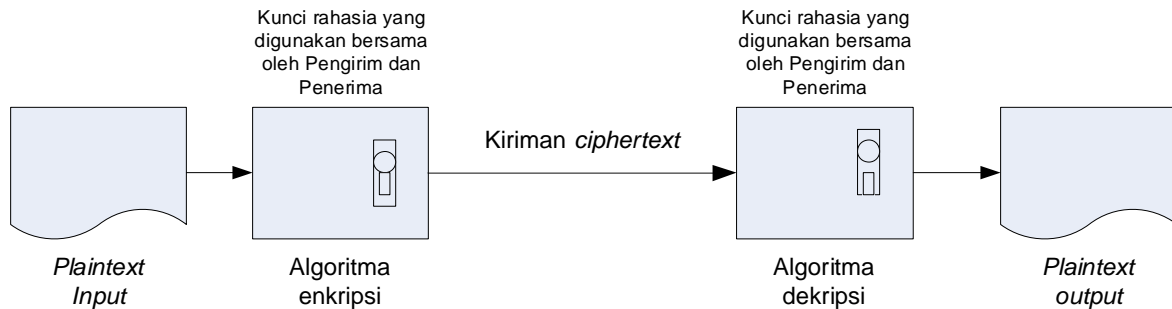 Kunci rahasia yang
digunakan bersama
oleh Pengirim dan
Penerima
Kunci rahasia yang
digunakan bersama
oleh Pengirim dan
Penerima
Kiriman ciphertext
Plaintext
Input
Algoritma
enkripsi
Algoritma
dekripsi
Plaintext
output